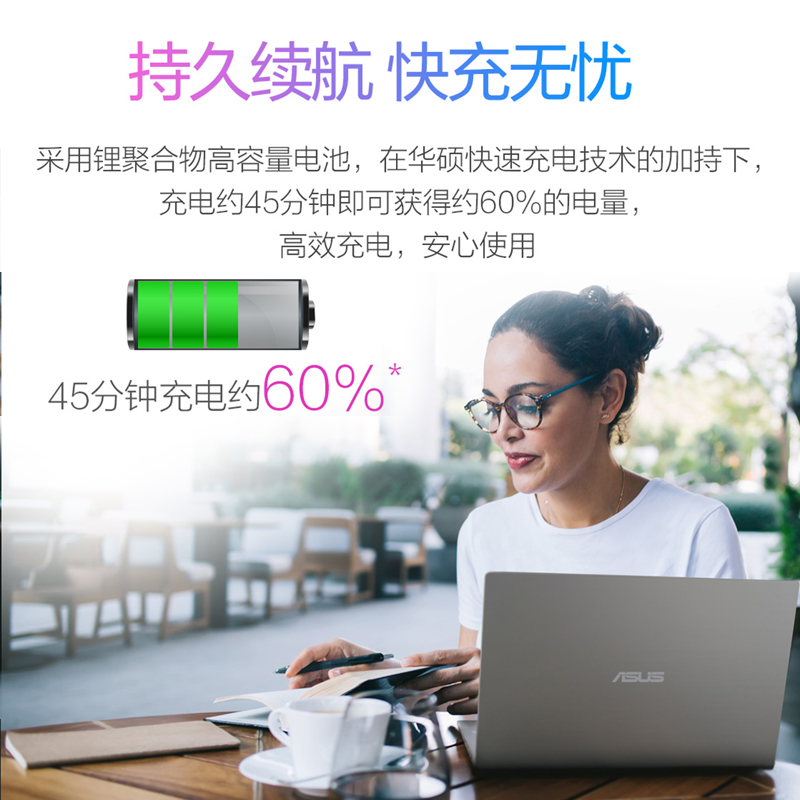 持久续航 快充无忧
采用锂聚合物高容量电池，在华硕快速充电技术的加持下，
充电约45分钟即可获得约60%的电量，
高效充电，安心使用
45分钟充电约60%*
ASUS